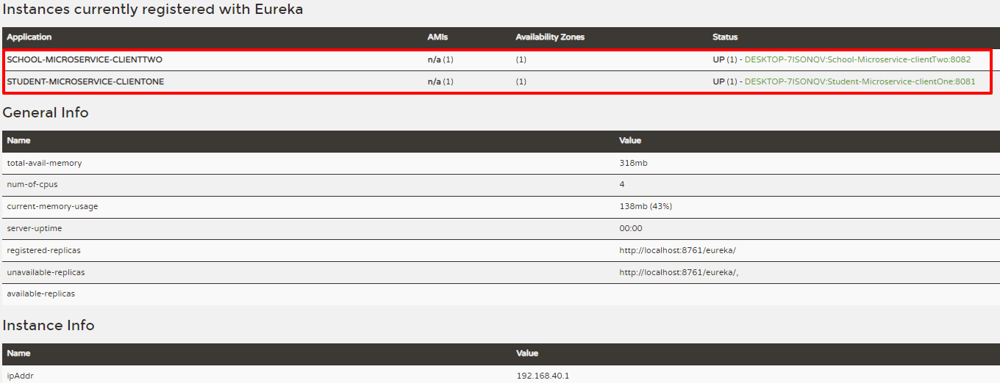 Instances currently registered with Eureka
Application AMIs Availability Zones Status
SCHOOL-MICROSERVICE-CLIENTTWO n/a (1) (1) UP (1) - DESKTOP-7ISONQV:School-Microservice-clientTwo:8082
STUDENT-MICROSERVICE-CLIENTONE n/a (1) (1) UP (1) - DESKTOP-7ISONQV:Student-Microservice-clientOne:8081
General Info
Name Value
total-avail-memory 318mb
num-of-cpus 4
current-memory-usage 138mb (43%)
server-uptime 00:00
registered-replicas http://localhost:8761/eureka/
unavailable-replicas http://localhost:8761/eureka/,
available-replicas
Instance Info
Name Value
ipAddr 192.168.40.1